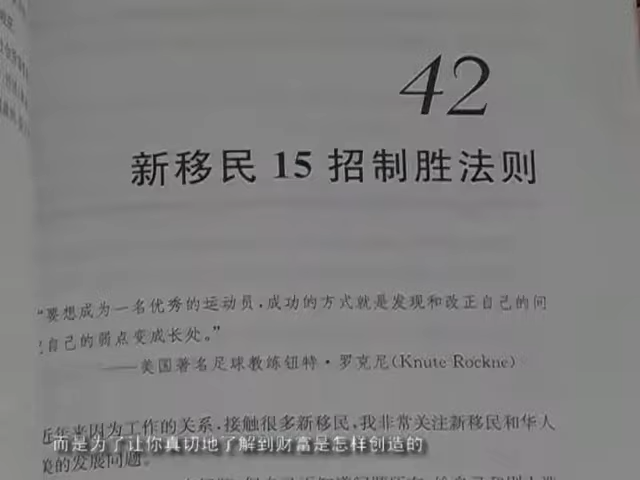 42
新移民 15 招制胜法则
“要想成为一名优秀的运动员,成功的方式就是发现和改正自己的问
自己的弱点变成长处。”
——美国著名足球教练钮特·罗克尼(Knute Rockne)
近年来因为工作的关系,接触很多新移民,我非常关注新移民和华人
而是为了让你真切地了解到财富是怎样创造的
的发展问题。